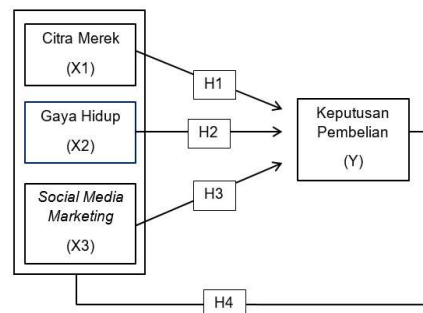 Citra Merek
(X1)
H1
Gaya Hidup
(X2)
H2
Keputusan
Pembelian
(Y)
Social Media
Marketing
(X3)
H3
H4